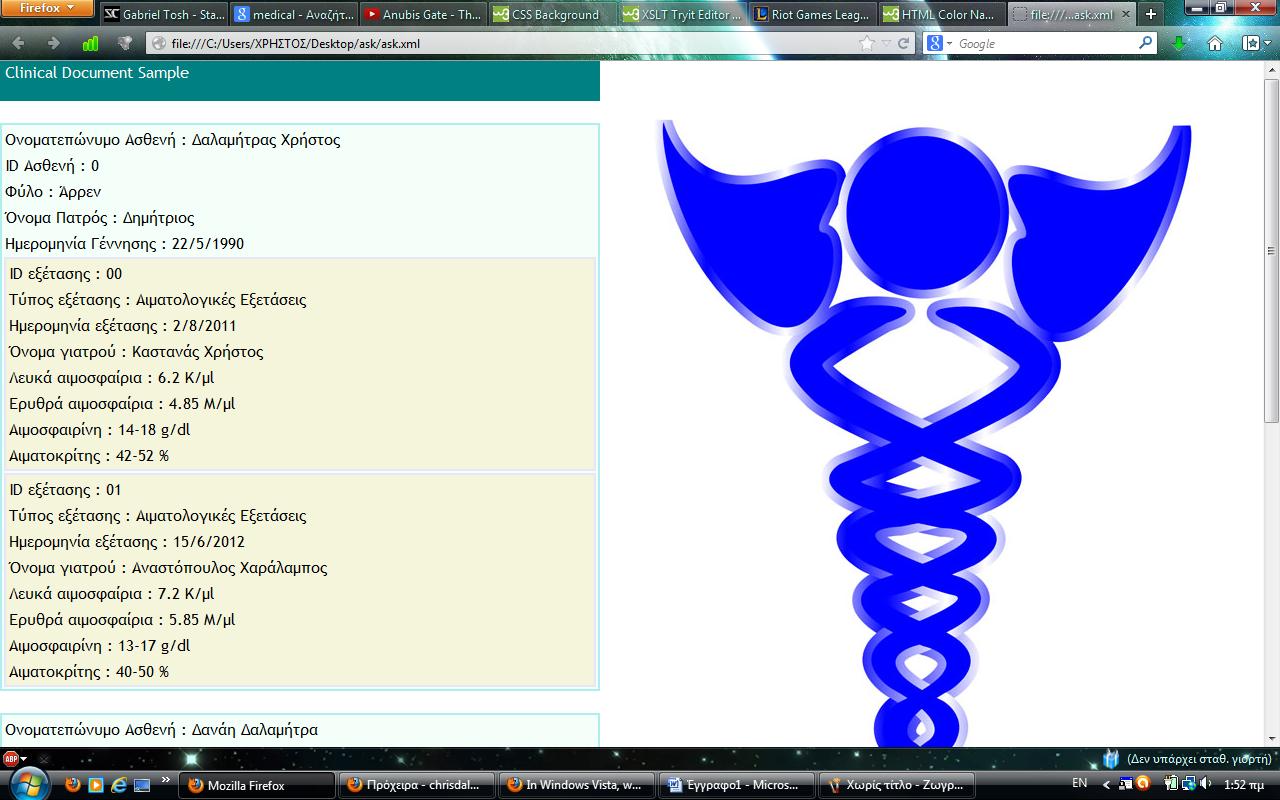 Firefox
Gabriel Tosh - Sta...
medical - Αναζήτ...
Anubis Gate - Th...
CSS Background
XSLT Tryit Editor ...
Riot Games Leag...
HTML Color Na...
file:///...ask.xml
file:///C:/Users/ΧΡΗΣΤΟΣ/Desktop/ask/ask.xml
Google
Clinical Document Sample
Ονοματεπώνυμο Ασθενή : Δαλαμήτρας Χρήστος
ID Ασθενή : 0
Φύλο : Άρρεν
Όνομα Πατρός : Δημήτριος
Ημερομηνία Γέννησης : 22/5/1990
ID εξέτασης : 00
Τύπος εξέτασης : Αιματολογικές Εξετάσεις
Ημερομηνία εξέτασης : 2/8/2011
Όνομα γιατρού : Καστανάς Χρήστος
Λευκά αιμοσφαίρια : 6.2 K/μl
Ερυθρά αιμοσφαίρια : 4.85 M/μl
Αιμοσφαιρίνη : 14-18 g/dl
Αιματοκρίτης : 42-52 %
ID εξέτασης : 01
Τύπος εξέτασης : Αιματολογικές Εξετάσεις
Ημερομηνία εξέτασης : 15/6/2012
Όνομα γιατρού : Αναστόπουλος Χαράλαμπος
Λευκά αιμοσφαίρια : 7.2 K/μl
Ερυθρά αιμοσφαίρια : 5.85 M/μl
Αιμοσφαιρίνη : 13-17 g/dl
Αιματοκρίτης : 40-50 %
Ονοματεπώνυμο Ασθενή : Δανάη Δαλαμήτρα
ABP
(Δεν υπάρχει σταθ. γιορτή)
Mozilla Firefox
Πρόχειρα - chrisdal...
In Windows Vista, w...
Έγγραφο1 - Micros...
Χωρίς τίτλο - Ζωγρ...
EN
1:52 πμ